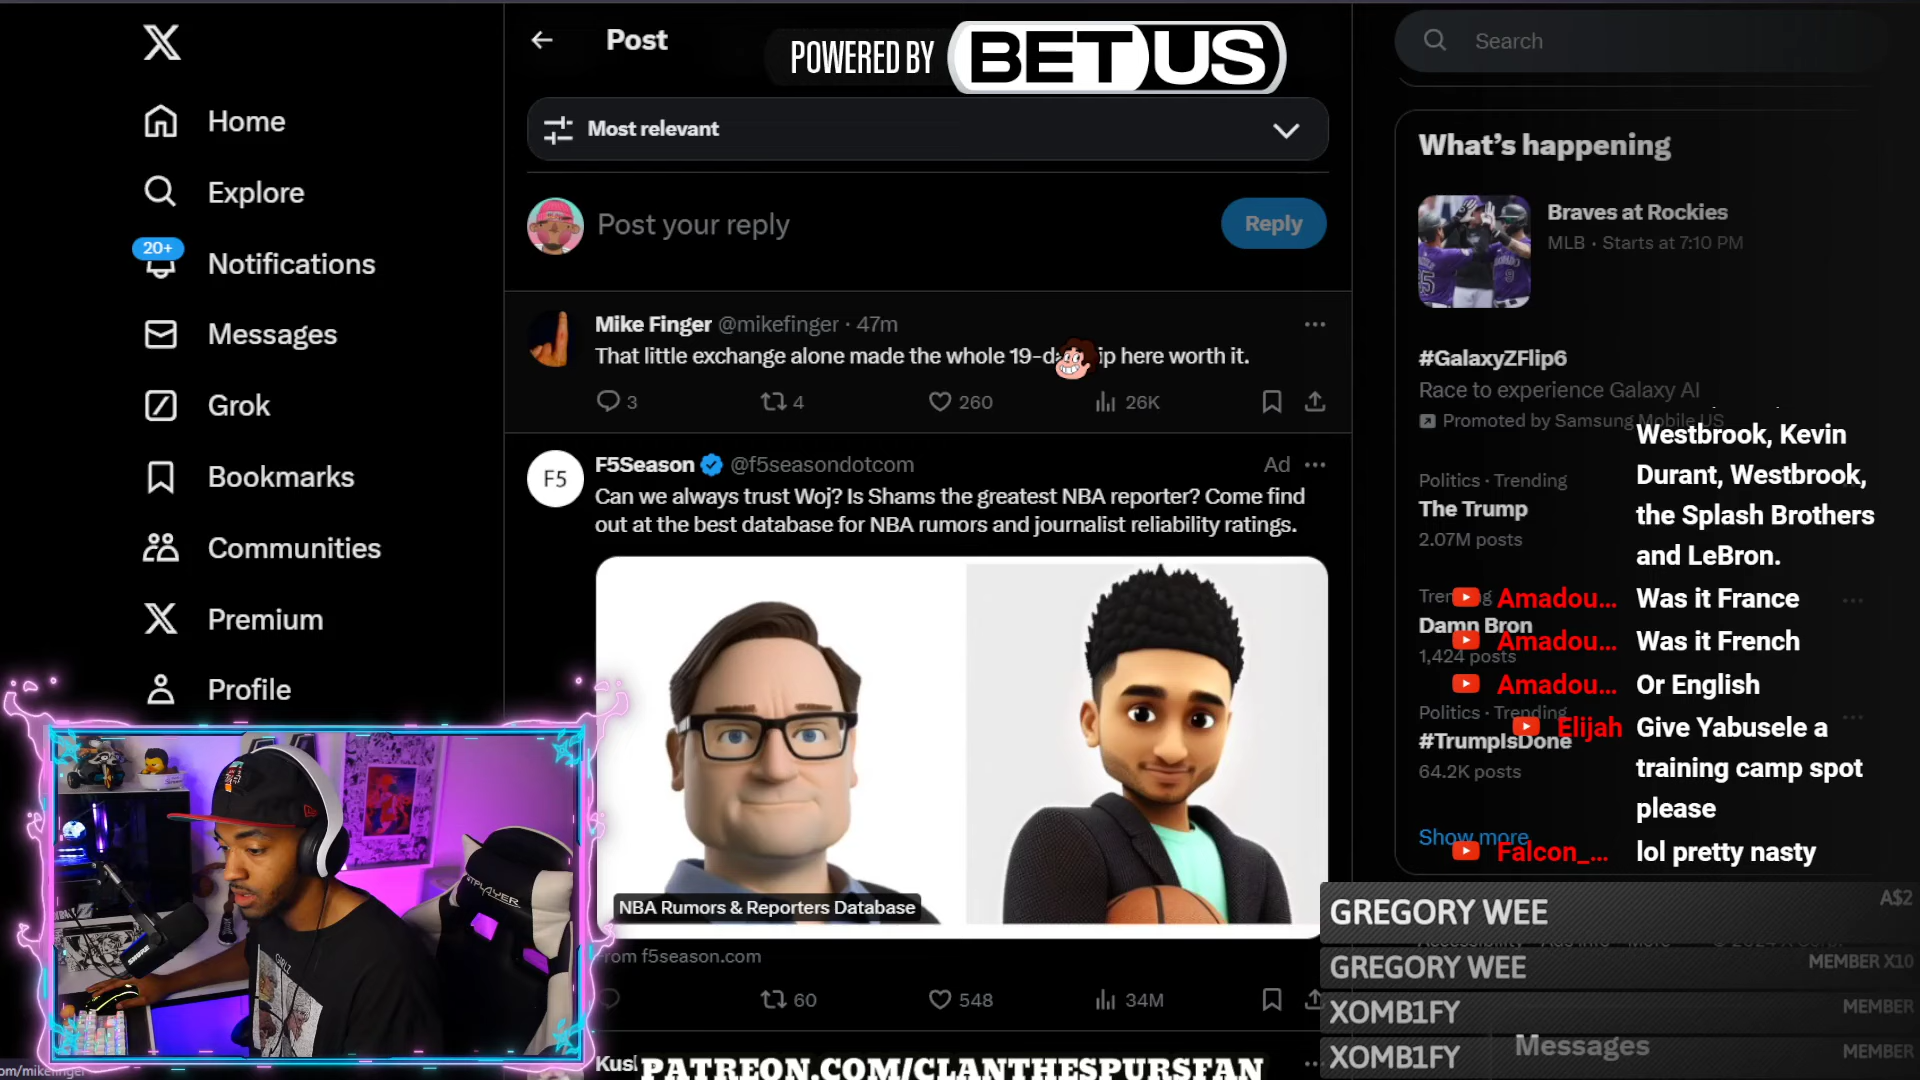 Post
POWERED BY BETUS
Search
Home
Explore
20+
Notifications
Messages
Grok
Bookmarks
Communities
Premium
Profile
Most relevant
Post your reply
Reply
Mike Finger @mikefinger · 47m
That little exchange alone made the whole 19-da ip here worth it.
3
4
260
26K
F5
F5Season @f5seasondotcom
Ad
Can we always trust Woj? Is Shams the greatest NBA reporter? Come find
out at the best database for NBA rumors and journalist reliability ratings.
NBA Rumors & Reporters Database
From f5season.com
60
548
34M
PATREON.COM/CLANTHESPURSFAN
What's happening
Braves at Rockies
MLB · Starts at 7:10 PM
#GalaxyZFlip6
Race to experience Galaxy AI
Promoted by Samsung Mobile US
Politics · Trending
The Trump
2.07M posts
Trending
Damn Bron
1,424 posts
Politics · Trending
#TrumpIsDone
64.2K posts
Show more
Westbrook, Kevin
Durant, Westbrook,
the Splash Brothers
and LeBron.
Amadou... Was it France
Amadou... Was it French
Amadou... Or English
Elijah Give Yabusele a
training camp spot
please
Falcon_... lol pretty nasty
GREGORY WEE A$2
GREGORY WEE MEMBER X10
XOMB1FY MEMBER
XOMB1FY MEMBER
Messages